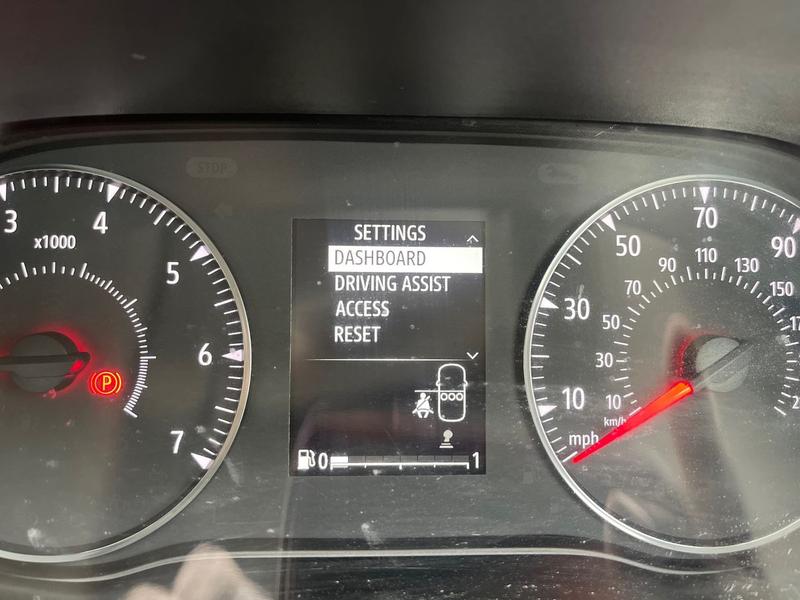 STOP
3
4
x1000
5
6
7
P
SETTINGS
DASHBOARD
DRIVING ASSIST
ACCESS
RESET
0
1
10
30
50
70
90
mph
km/h
10
30
50
70
90
110
130
150